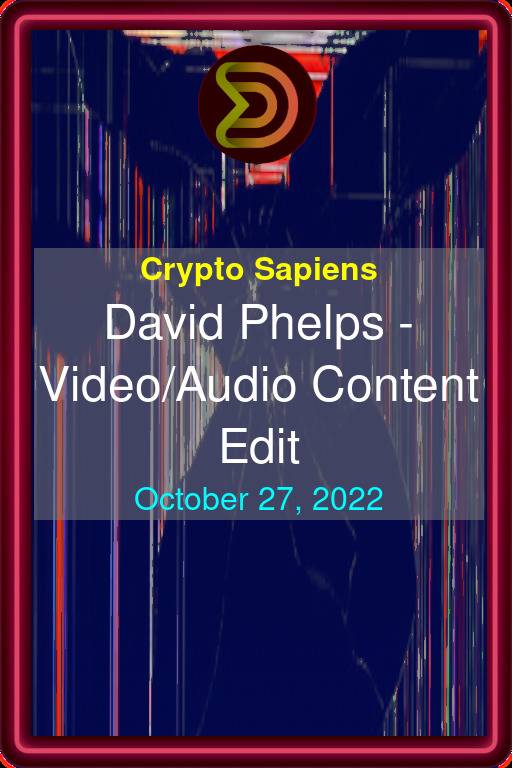 Crypto Sapiens
David Phelps -
Video/Audio Content
Edit
October 27, 2022